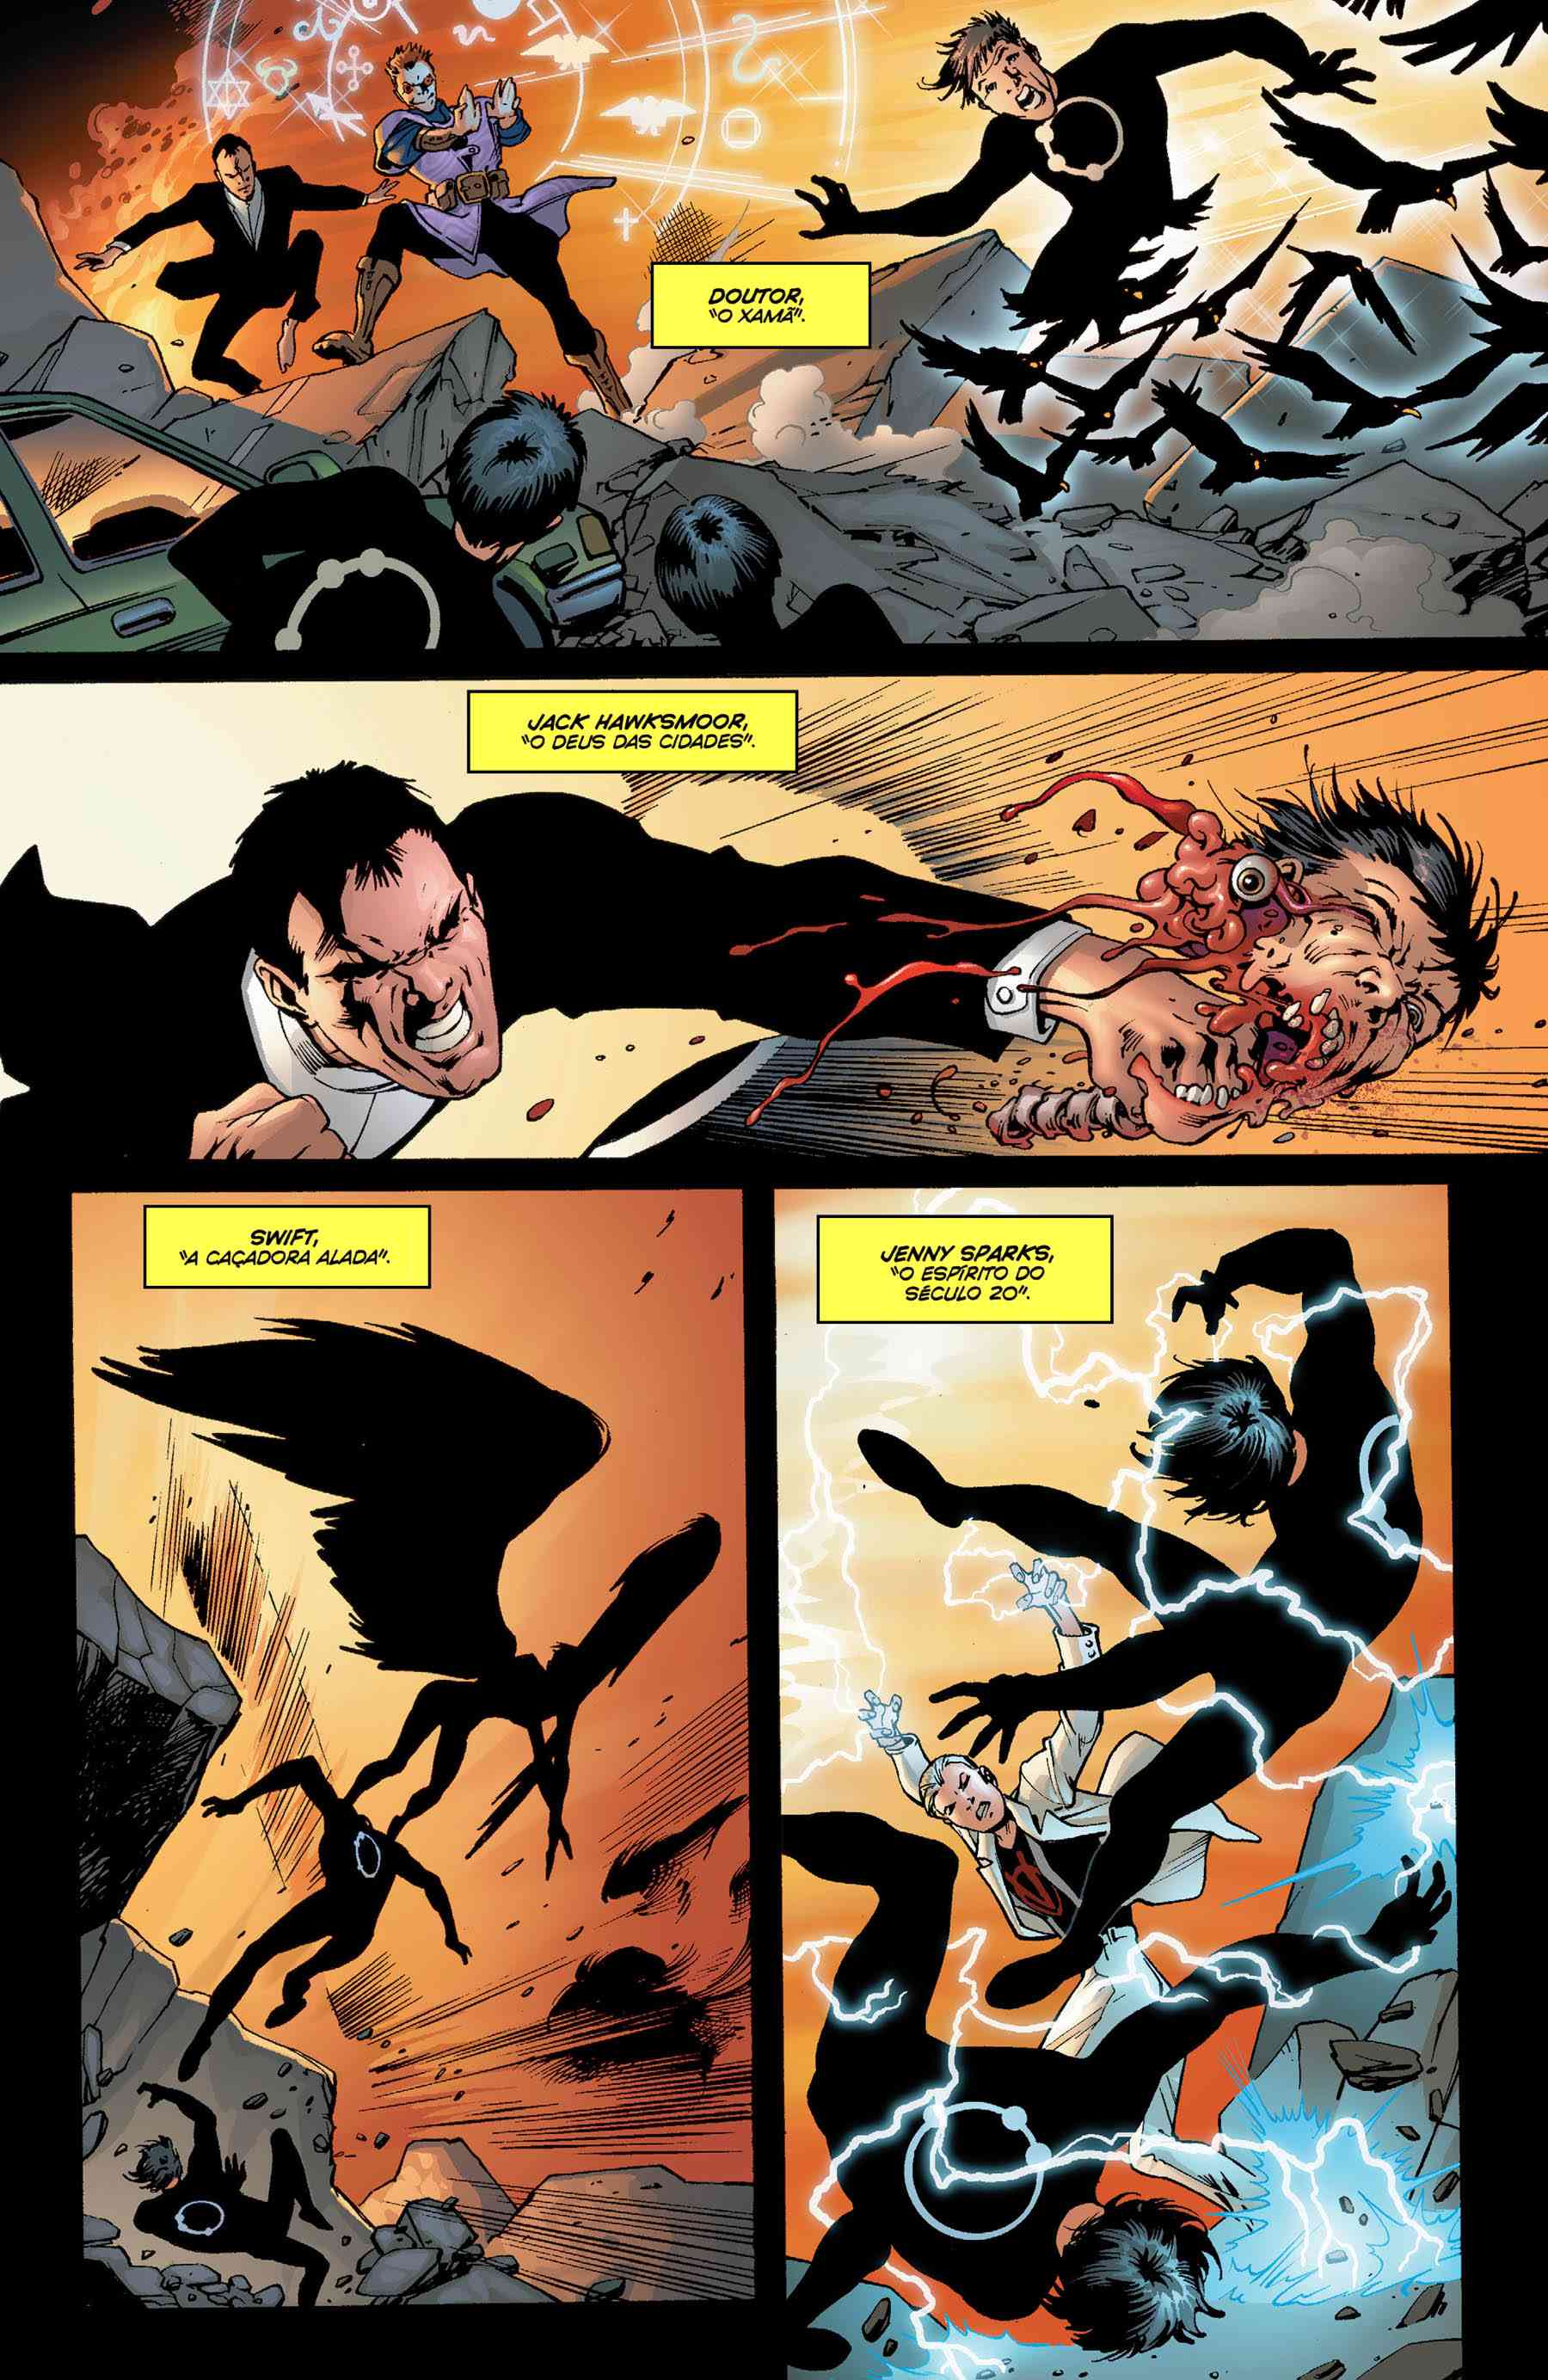 DOUTOR,
"O XAMÃ".
JACK HAWKSMOOR,
"O DEUS DAS CIDADES".
SWIFT,
"A CAÇADORA ALADA".
JENNY SPARKS,
"O ESPÍRITO DO
SÉCULO 20".